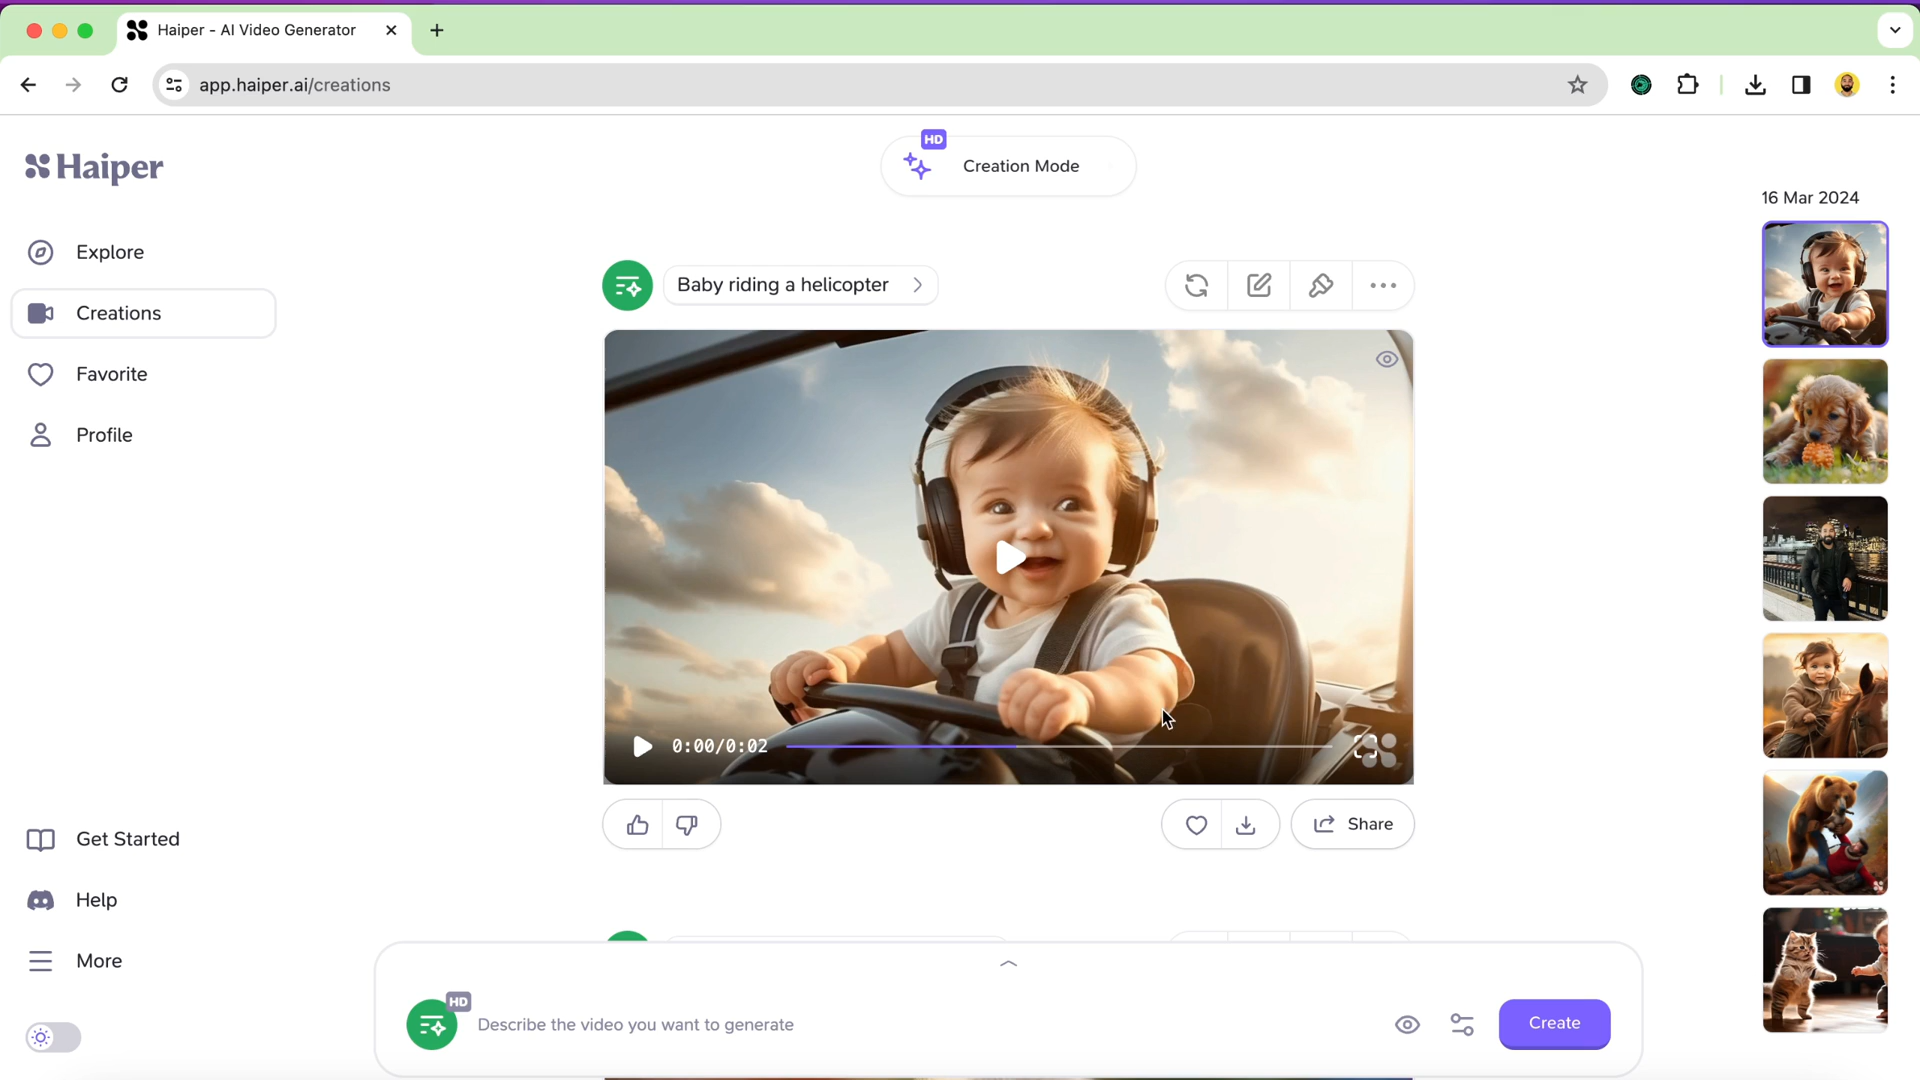 Haiper - AI Video Generator
app.haiper.ai/creations
Haiper
HD
Creation Mode
16 Mar 2024
Explore
Creations
Favorite
Profile
Baby riding a helicopter
0:00/0:02
Share
Get Started
Help
More
HD
Describe the video you want to generate
Create